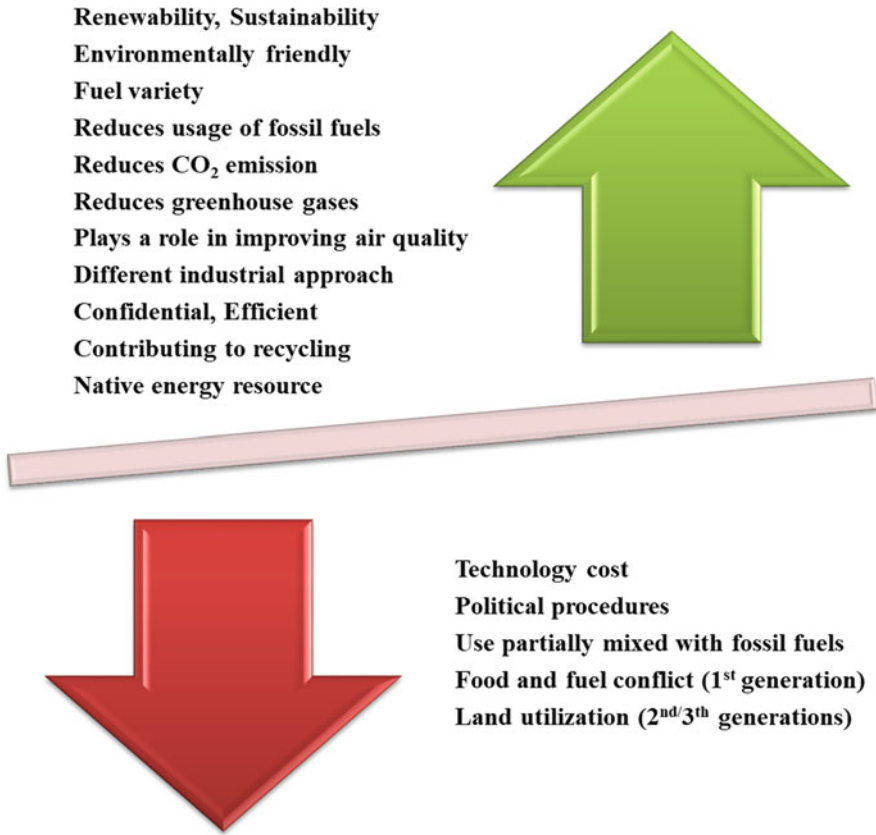 Renewability, Sustainability
Environmentally friendly
Fuel variety
Reduces usage of fossil fuels
Reduces CO₂ emission
Reduces greenhouse gases
Plays a role in improving air quality
Different industrial approach
Confidential, Efficient
Contributing to recycling
Native energy resource
Technology cost
Political procedures
Use partially mixed with fossil fuels
Food and fuel conflict (1ˢᵗ generation)
Land utilization (2ⁿᵈ/3ᵗʰ generations)